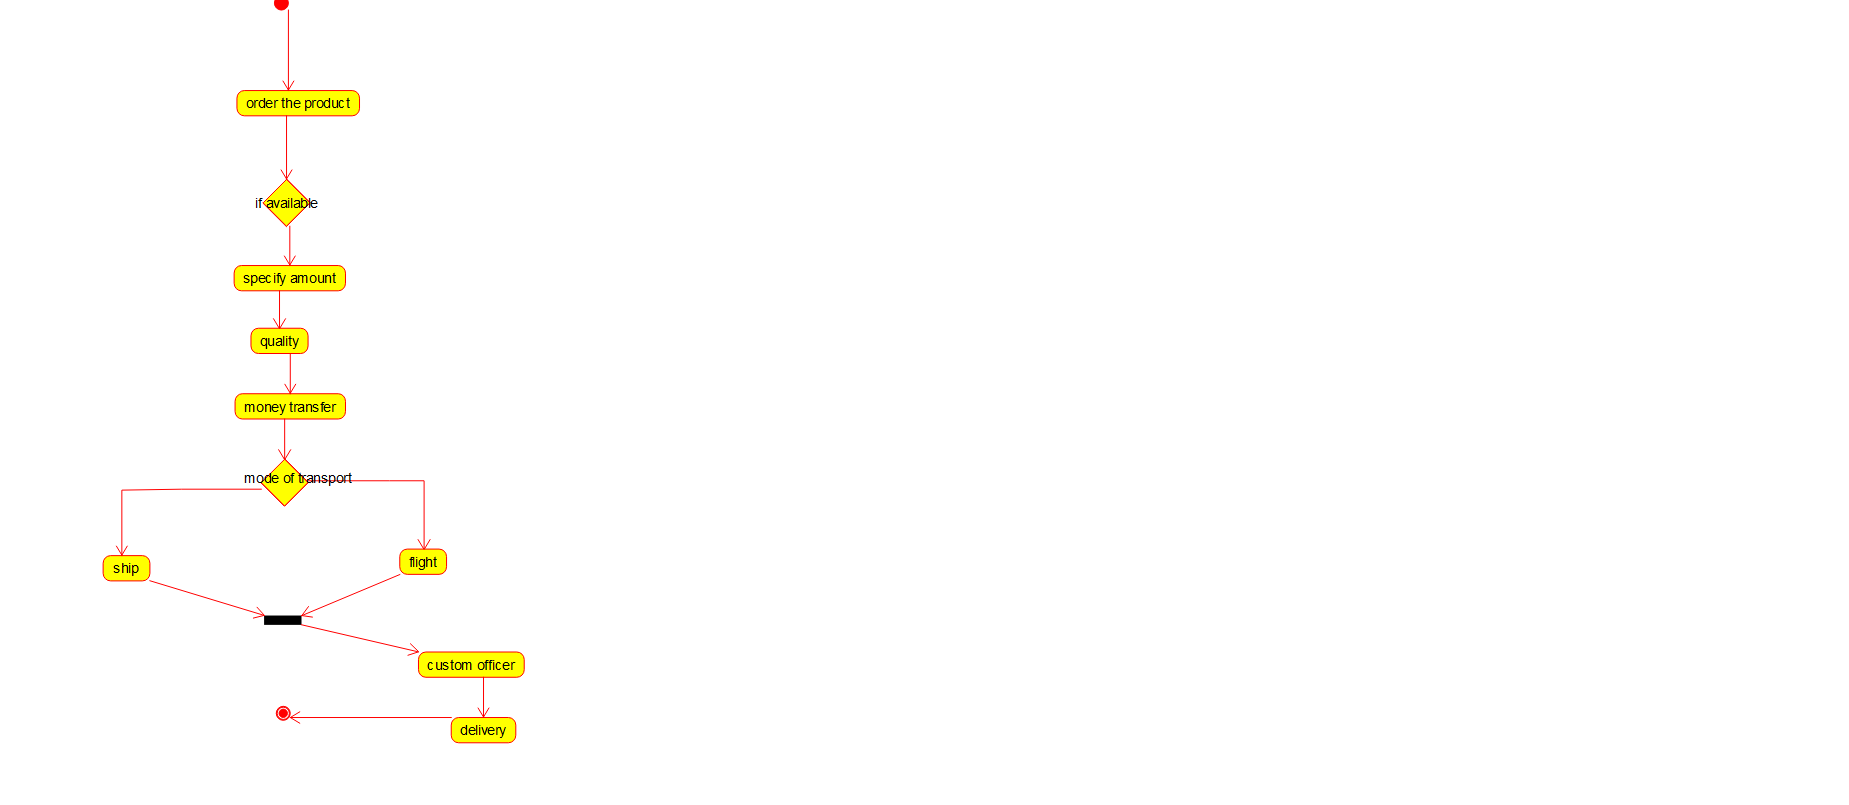 order the product
if available
specify amount
quality
money transfer
mode of transport
ship
flight
custom officer
delivery